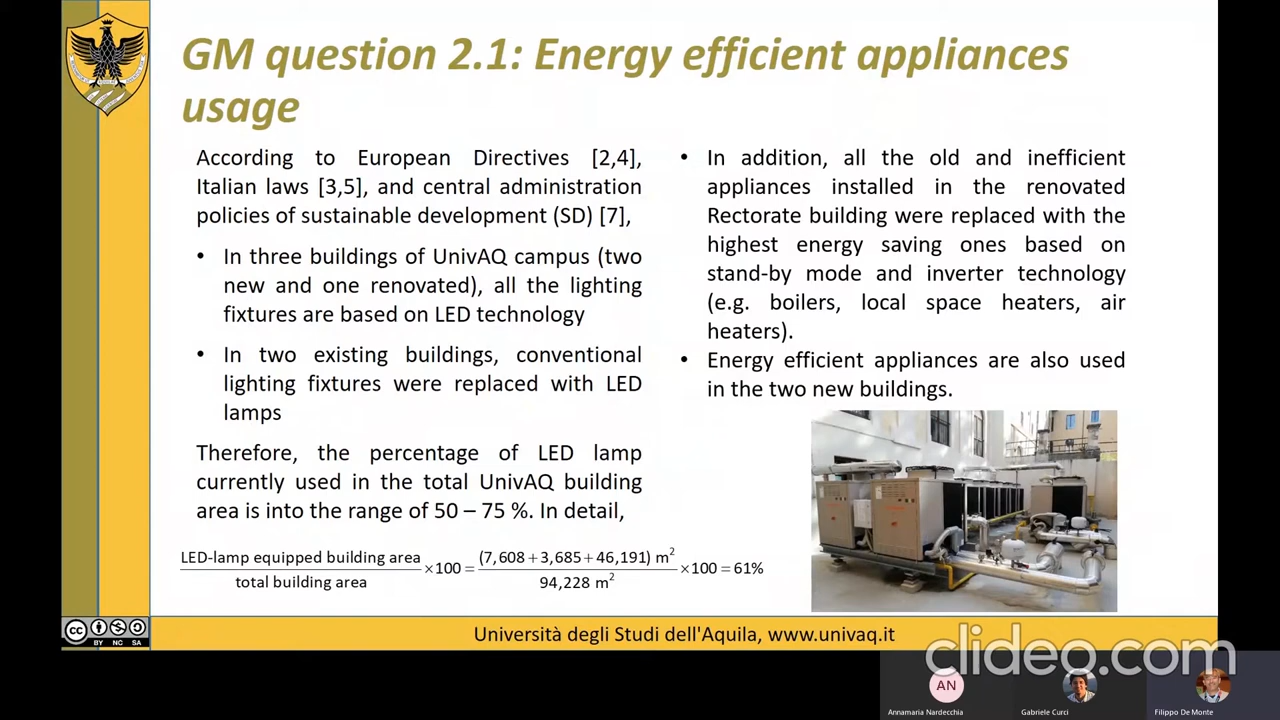 GM question 2.1: Energy efficient appliances
usage
According to European Directives [2,4],
Italian laws [3,5], and central administration
policies of sustainable development (SD) [7],
• In three buildings of UnivAQ campus (two
new and one renovated), all the lighting
fixtures are based on LED technology
• In two existing buildings, conventional
lighting fixtures were replaced with LED
lamps
Therefore, the percentage of LED lamp
currently used in the total UnivAQ building
area is into the range of 50 – 75 %. In detail,
LED-lamp equipped building area
total building area
×100 =
(7,608+3,685+46,191) m²
94,228 m²
×100 = 61%
• In addition, all the old and inefficient
appliances installed in the renovated
Rectorate building were replaced with the
highest energy saving ones based on
stand-by mode and inverter technology
(e.g. boilers, local space heaters, air
heaters).
• Energy efficient appliances are also used
in the two new buildings.
cc
BY NC SA
Università degli Studi dell'Aquila, www.univaq.it
clideo.com
AN
Annamaria Nardecchia
Gabriele Curci
Filippo De Monte